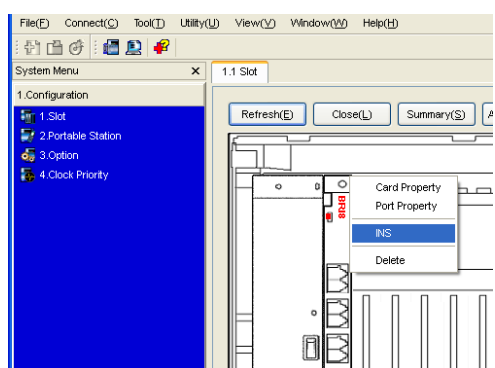 File(F) Connect(C) Tool(T) Utility(U) View(V) Window(W) Help(H)
System Menu x 1.1 Slot
1.Configuration
1.Slot
2.Portable Station
3.Option
4.Clock Priority
Refresh(E) Close(L) Summary(S) A
Card Property
Port Property
INS
Delete
BRI8